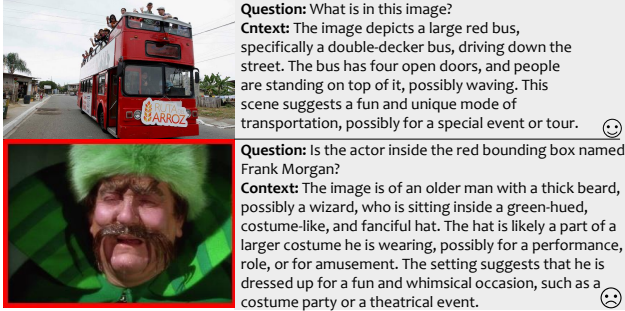 RUTA
ARROZ
Question: What is in this image?
Cntext: The image depicts a large red bus,
specifically a double-decker bus, driving down the
street. The bus has four open doors, and people
are standing on top of it, possibly waving. This
scene suggests a fun and unique mode of
transportation, possibly for a special event or tour.
Question: Is the actor inside the red bounding box named
Frank Morgan?
Context: The image is of an older man with a thick beard,
possibly a wizard, who is sitting inside a green-hued,
costume-like, and fanciful hat. The hat is likely a part of a
larger costume he is wearing, possibly for a performance,
role, or for amusement. The setting suggests that he is
dressed up for a fun and whimsical occasion, such as a
costume party or a theatrical event.